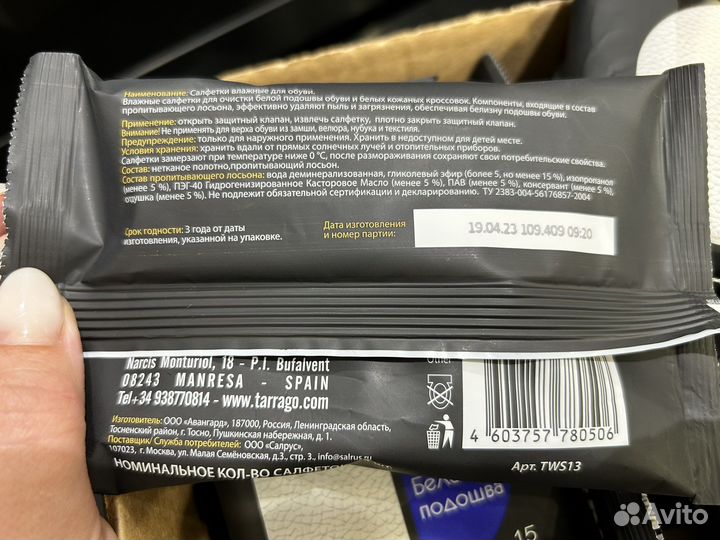 Наименование: Салфетки влажные для обуви.
Влажные салфетки для очистки белой подошвы обуви и белых кожаных кроссовок. Компоненты, входящие в состав
пропитывающего лосьона, эффективно удаляют пыль и загрязнения, обеспечивая белизну подошвы обуви.
Применение: открыть защитный клапан, извлечь салфетку, плотно закрыть защитный клапан.
Внимание! Не применять для верха обуви из замши, велюра, нубука и текстиля.
Предупреждение: только для наружного применения. Хранить в недоступном для детей месте.
Условия хранения: хранить вдали от прямых солнечных лучей и отопительных приборов.
Салфетки замерзают при температуре ниже 0 °С, после размораживания сохраняют свои потребительские свойства.
Состав: нетканое полотно,пропитывающий лосьон.
Состав пропитывающего лосьона: вода деминерализованная, гликолевый эфир (более 5, но менее 15 %), изопропанол
(менее 5 %), ПЭГ-40 Гидрогенизированное Касторовое Масло (менее 5 %), ПАВ (менее 5 %), консервант (менее 5 %),
отдушка (менее 5 %). Не подлежит обязательной сертификации и декларированию. ТУ 2383-004-56176857-2004
Срок годности: 3 года от даты
изготовления, указанной на упаковке.
Дата изготовления
и номер партии:
19.04.23 109.409 09:20
Narcis Monturiol, 18 - P.I. Bufalvent
08243 MANRESA - SPAIN
Tel+34 938770814 - www.tarrago.com
Other
Изготовитель: ООО «Авангард», 187000, Россия, Ленинградская область,
Тосненский район, г. Тосно, Пушкинская набережная, д. 1.
Поставщик/ Служба потребителей: ООО «Салрус»,
107023, г. Москва, ул. Малая Семёновская, д.3, стр. 3., info@salrus.ru
НОМИНАЛЬНОЕ КОЛ-ВО САЛФЕТОК
4 603757 780506
Арт. TWS13
подошва
15
Avito